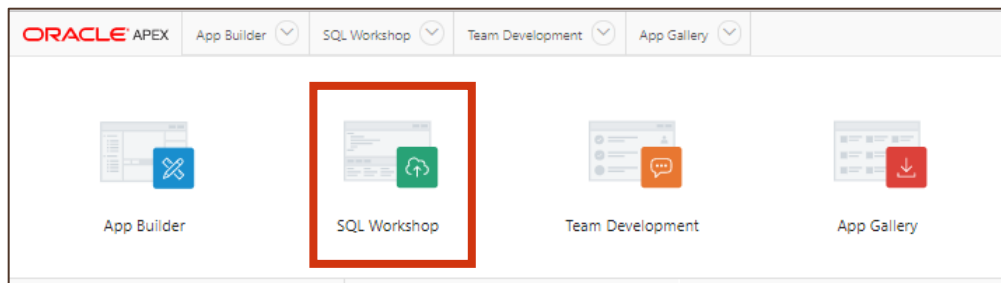 ORACLE APEX App Builder SQL Workshop Team Development App Gallery
App Builder SQL Workshop Team Development App Gallery